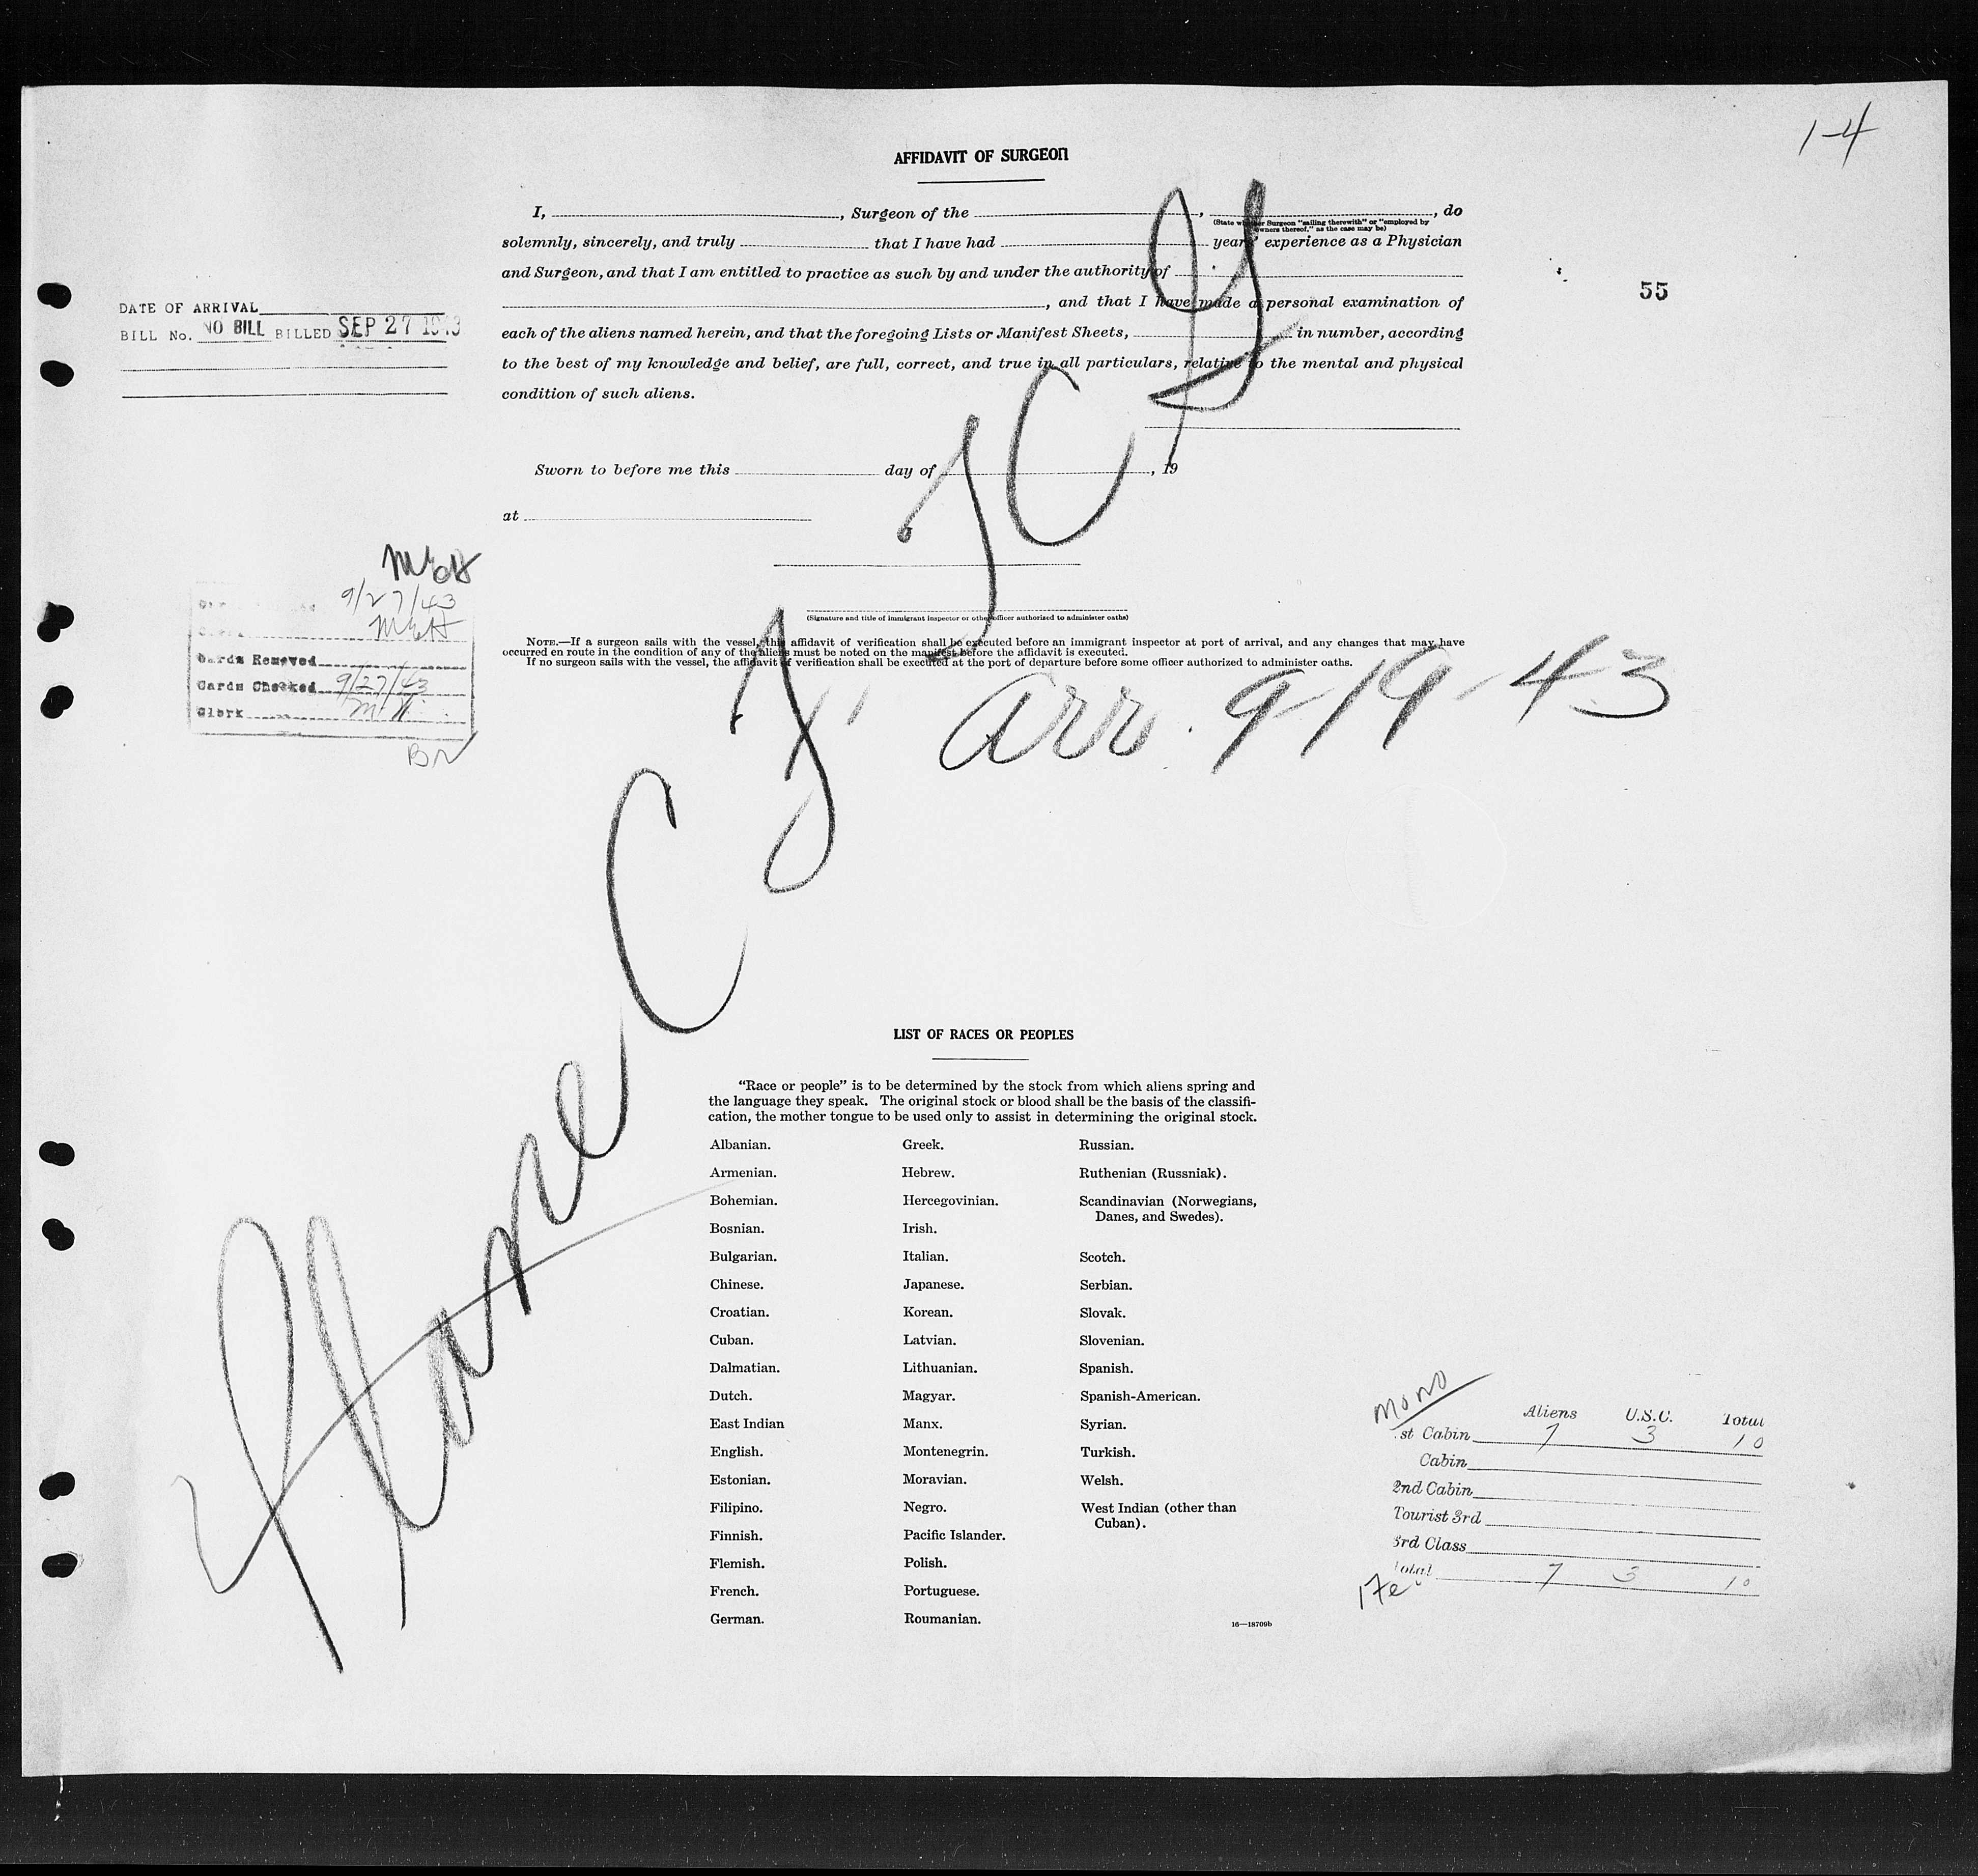 1-4
AFFIDAVIT OF SURGEON
I, , Surgeon of the , , do
(State whether Surgeon "sailing therewith" or "employed by
owners thereof," as the case may be)
solemnly, sincerely, and truly that I have had years' experience as a Physician
and Surgeon, and that I am entitled to practice as such by and under the authority of
, and that I have made a personal examination of
each of the aliens named herein, and that the foregoing Lists or Manifest Sheets, in number, according
to the best of my knowledge and belief, are full, correct, and true in all particulars, relative to the mental and physical
condition of such aliens.
55
DATE OF ARRIVAL
BILL No. NO BILL BILLED SEP 27 1943
Sworn to before me this day of , 19
at
(Signature and title of immigrant inspector or other officer authorized to administer oaths)
NOTE.—If a surgeon sails with the vessel, this affidavit of verification shall be executed before an immigrant inspector at port of arrival, and any changes that may have
occurred en route in the condition of any of the aliens must be noted on the manifest before the affidavit is executed.
If no surgeon sails with the vessel, the affidavit of verification shall be executed at the port of departure before some officer authorized to administer oaths.
9/27/43
Cards Removed
Cards Checked 9/27/43
Clerk
Plane C
arr. 9-19-43
LIST OF RACES OR PEOPLES
"Race or people" is to be determined by the stock from which aliens spring and
the language they speak. The original stock or blood shall be the basis of the classifi-
cation, the mother tongue to be used only to assist in determining the original stock.
Albanian. Greek. Russian.
Armenian. Hebrew. Ruthenian (Russniak).
Bohemian. Hercegovinian. Scandinavian (Norwegians,
Danes, and Swedes).
Bosnian. Irish.
Bulgarian. Italian. Scotch.
Chinese. Japanese. Serbian.
Croatian. Korean. Slovak.
Cuban. Latvian. Slovenian.
Dalmatian. Lithuanian. Spanish.
Dutch. Magyar. Spanish-American.
East Indian Manx. Syrian.
English. Montenegrin. Turkish.
Estonian. Moravian. Welsh.
Filipino. Negro. West Indian (other than
Cuban).
Finnish. Pacific Islander.
Flemish. Polish.
French. Portuguese.
German. Roumanian.
16—18709b
mono
Aliens U.S.C. Total
1st Cabin 7 3 10
Cabin
2nd Cabin
Tourist 3rd
3rd Class
Total 7 3 10